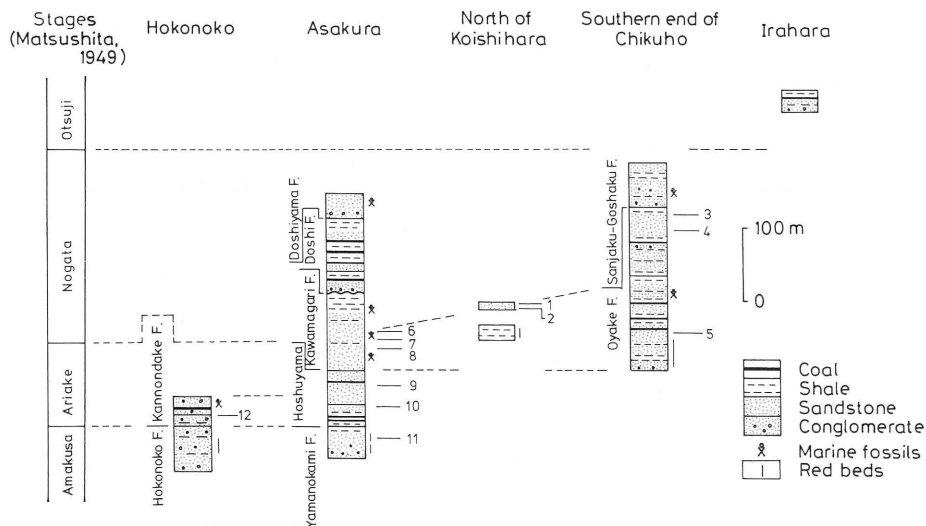 Stages
(Matsushita,
1949)
Hokonoko
Asakura
North of
Koishihara
Southern end of
Chikuho
Irahara
Otsuji
Nogata
Ariake
Amakusa
Kannondake F.
Hokonoko F.
12
Doshiyama F.
Doshi F.
Kawamagari F.
Hoshuyama
Yamanokami F.
6
7
8
9
10
11
1
2
Sanjaku-Goshaku F.
Oyake F.
3
4
5
100 m
0
Coal
Shale
Sandstone
Conglomerate
Marine fossils
Red beds